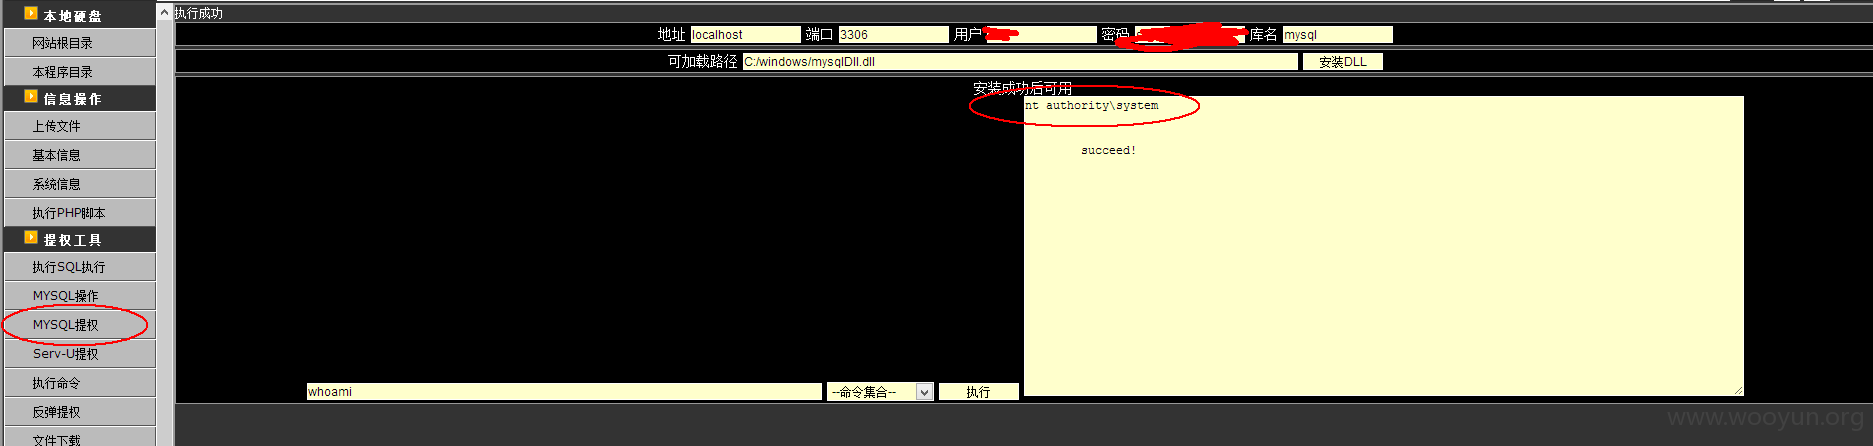 本地硬盘
网站根目录
本程序目录
信息操作
上传文件
基本信息
系统信息
执行PHP脚本
提权工具
执行SQL执行
MYSQL操作
MYSQL提权
Serv-U提权
执行命令
反弹提权
文件下载
执行成功
地址 localhost 端口 3306 用户 密码 库名 mysql
可加载路径 C:/windows/mysqlDll.dll 安装DLL
安装成功后可用
nt authority\system
succeed!
whoami --命令集合-- 执行
www.wooyun.org